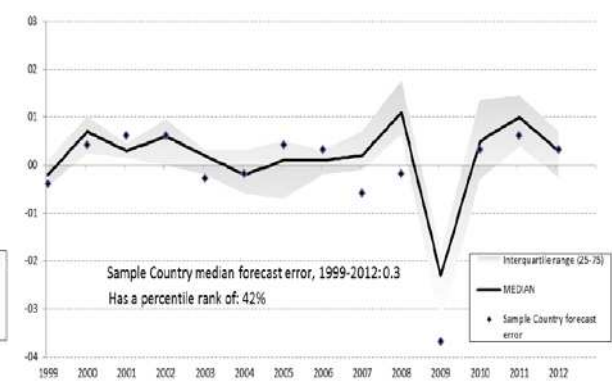 03
02
01
00
-01
-02
-03
-04
Sample Country median forecast error, 1999-2012:0.3
Has a percentile rank of: 42%
Interquartile range (25-75)
MEDIAN
Sample Country forecast
error
1999 2000 2001 2002 2003 2004 2005 2006 2007 2008 2009 2010 2011 2012